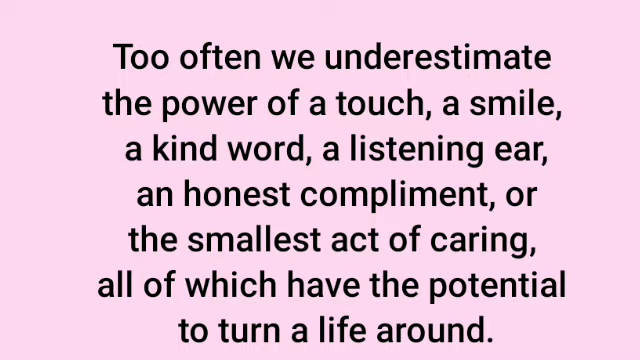 Too often we underestimate
the power of a touch, a smile,
a kind word, a listening ear,
an honest compliment, or
the smallest act of caring,
all of which have the potential
to turn a life around.